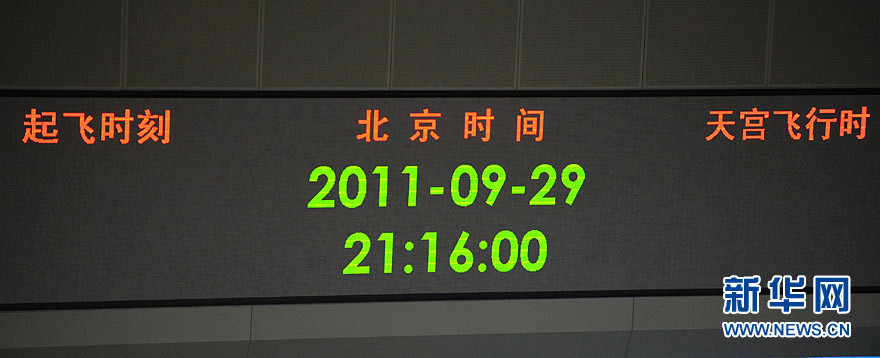 起飞时刻 北京时间 天宫飞行时
2011-09-29
21:16:00
新华网
WWW.NEWS.CN